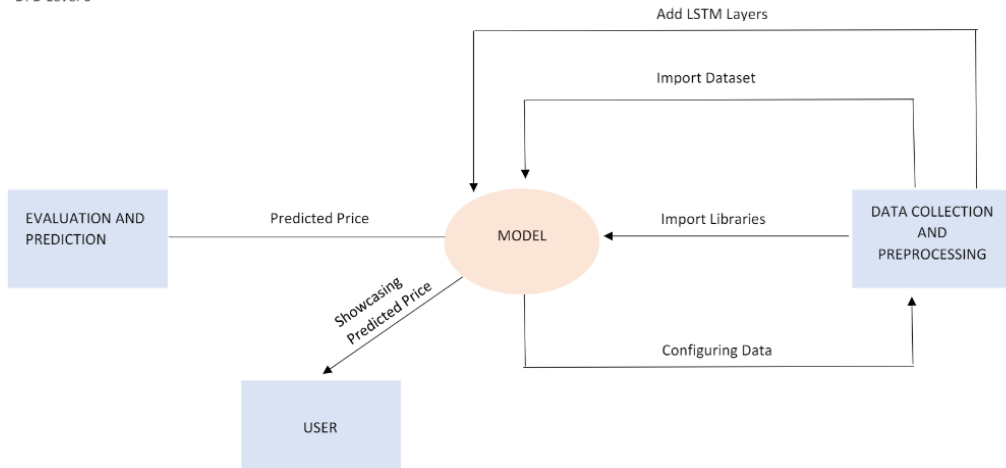 Add LSTM Layers
Import Dataset
EVALUATION AND
PREDICTION
Predicted Price
MODEL
Import Libraries
DATA COLLECTION
AND
PREPROCESSING
Showcasing
Predicted Price
Configuring Data
USER